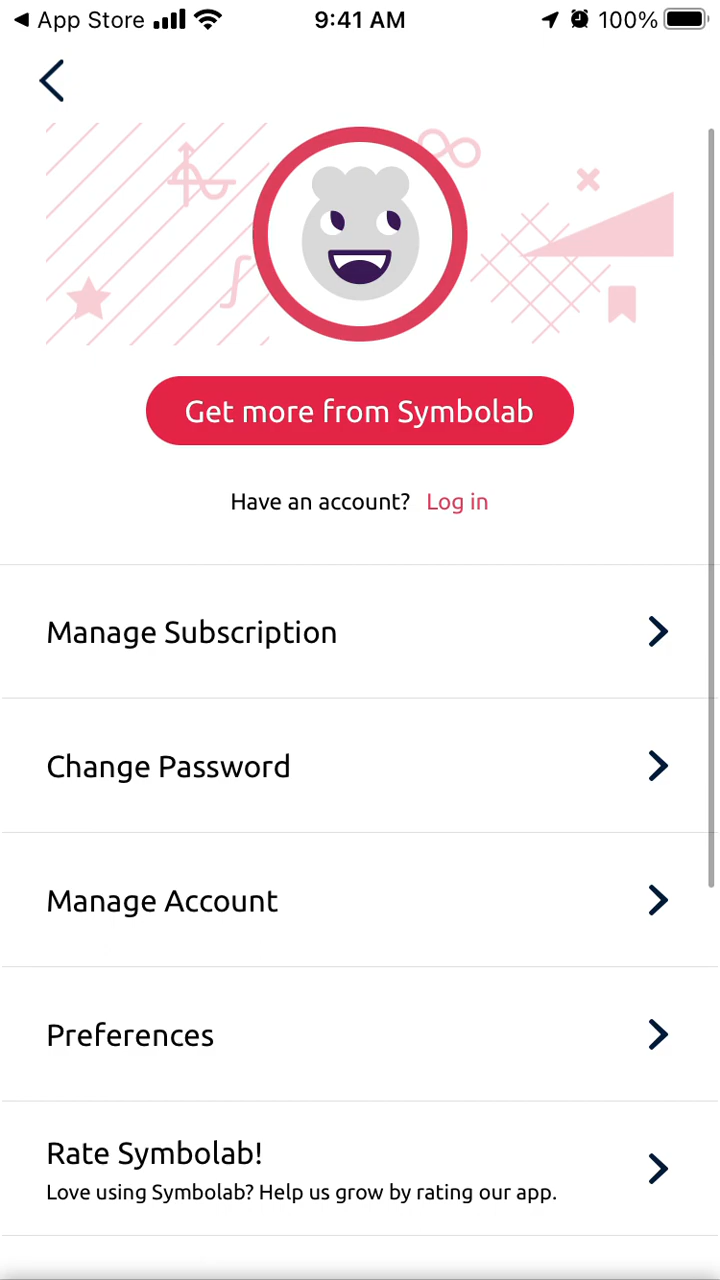 App Store 9:41 AM 100%
Get more from Symbolab
Have an account? Log in
Manage Subscription
Change Password
Manage Account
Preferences
Rate Symbolab!
Love using Symbolab? Help us grow by rating our app.